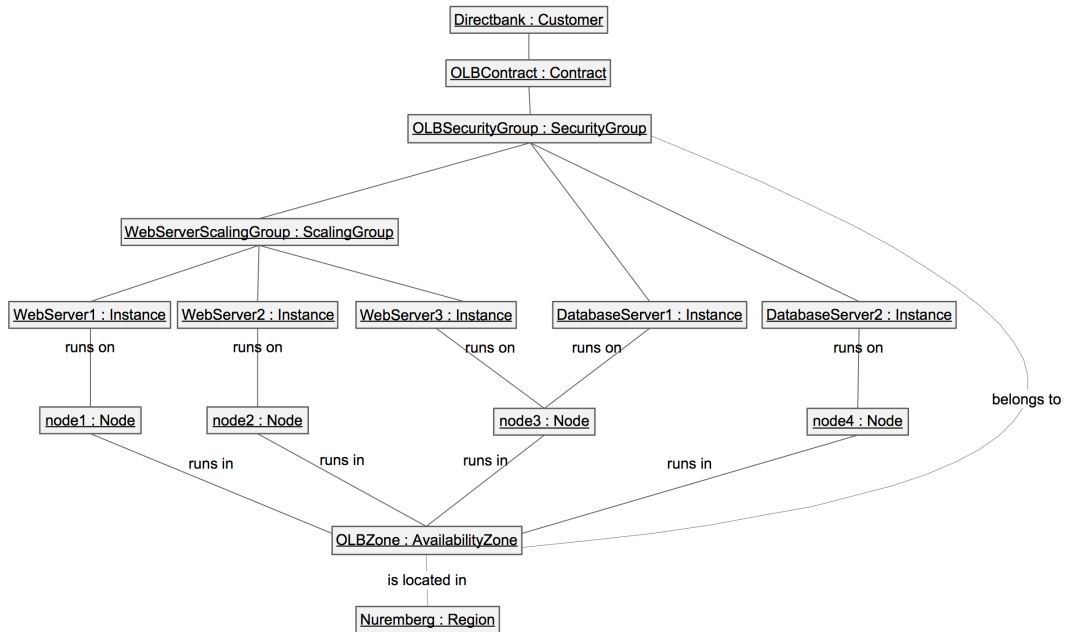 Directbank : Customer
OLBContract : Contract
OLBSecurityGroup : SecurityGroup
WebServerScalingGroup : ScalingGroup
WebServer1 : Instance
WebServer2 : Instance
WebServer3 : Instance
DatabaseServer1 : Instance
DatabaseServer2 : Instance
runs on
runs on
runs on
runs on
runs on
belongs to
node1 : Node
node2 : Node
node3 : Node
node4 : Node
runs in
runs in
runs in
runs in
OLBZone : AvailabilityZone
is located in
Nuremberg : Region